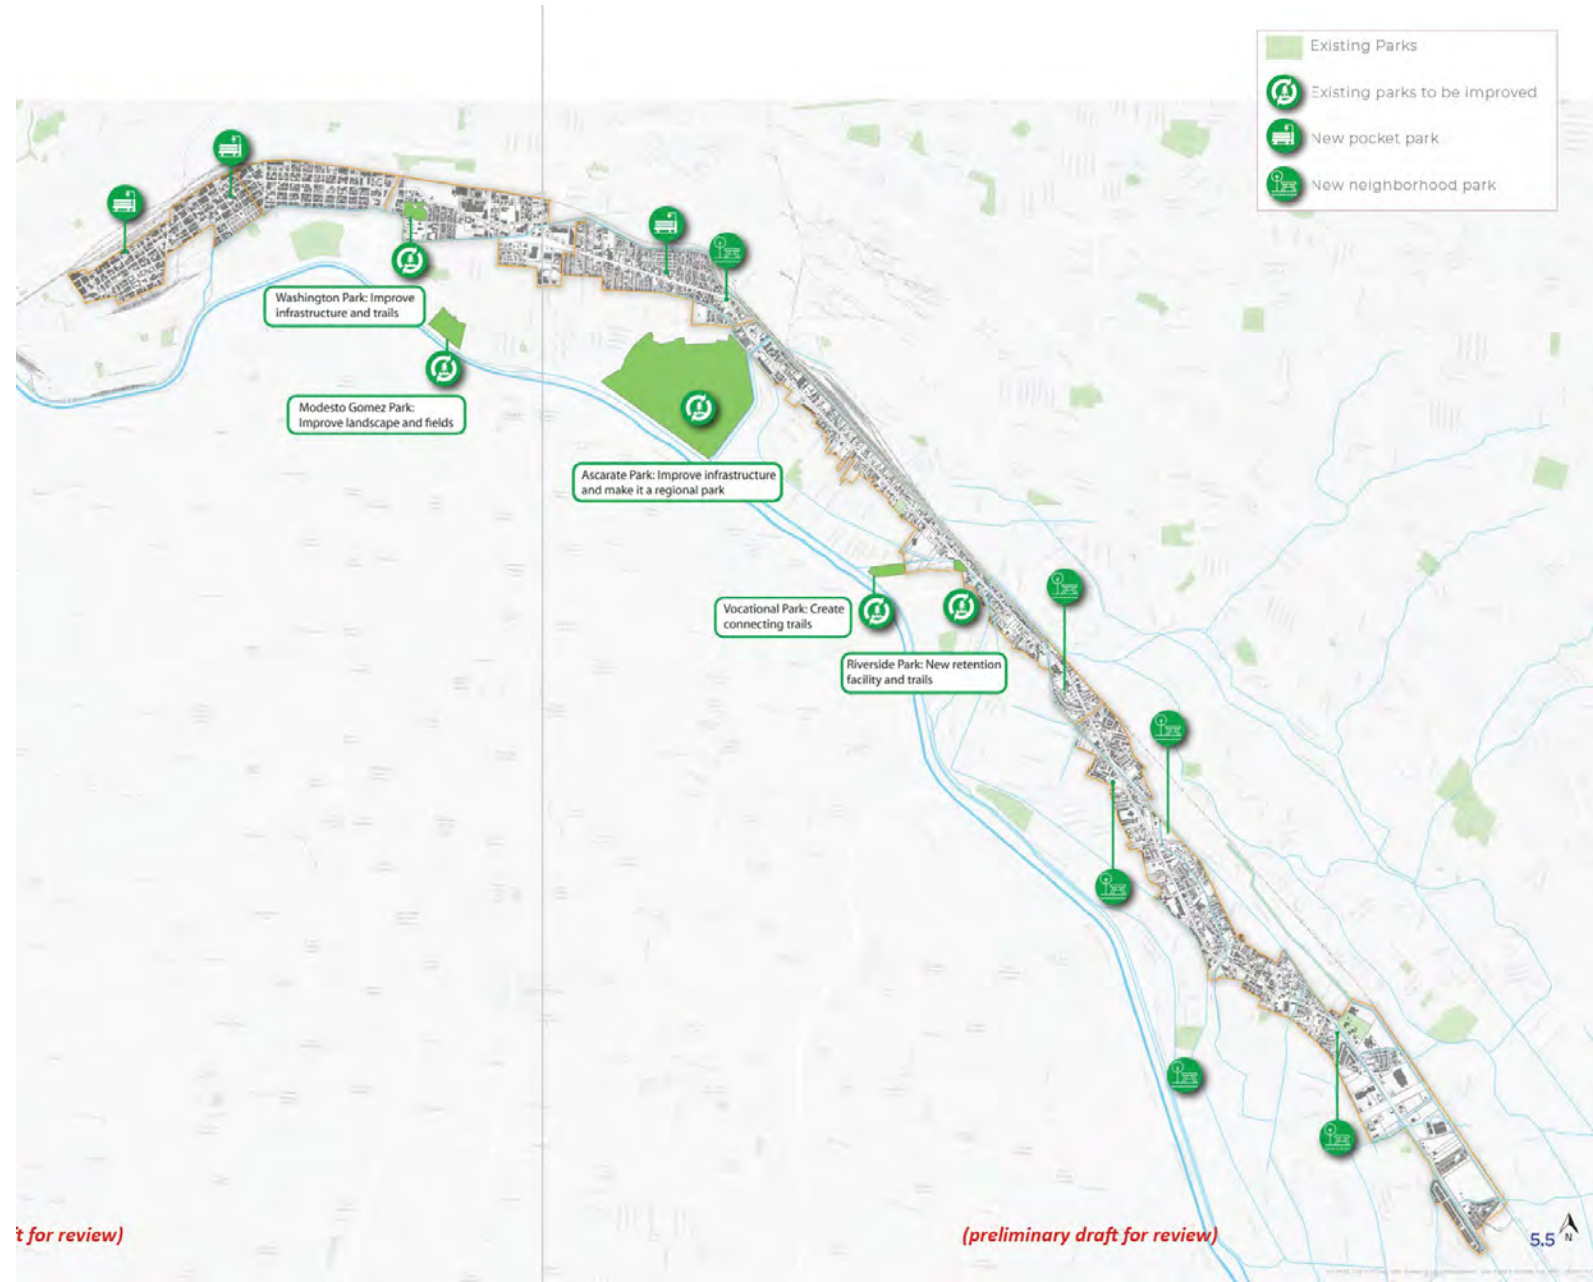 Existing Parks
Existing parks to be improved
New pocket park
New neighborhood park
Washington Park: Improve
infrastructure and trails
Modesto Gomez Park:
Improve landscape and fields
Ascarate Park: Improve infrastructure
and make it a regional park
Vocational Park: Create
connecting trails
Riverside Park: New retention
facility and trails
t for review)
(preliminary draft for review)
5.5
N